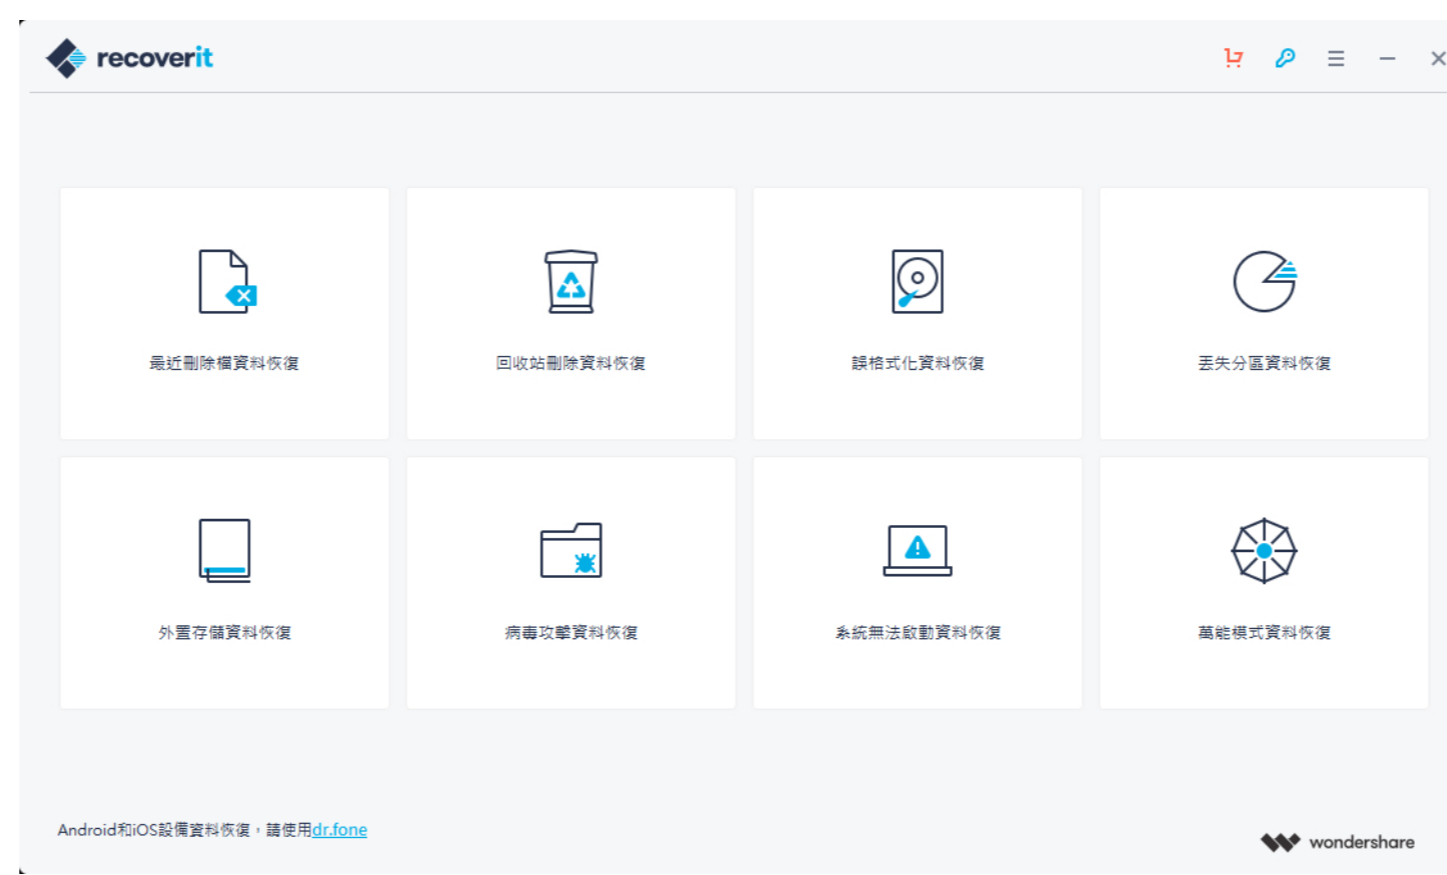 recoverit
最近刪除檔資料恢復
回收站刪除資料恢復
誤格式化資料恢復
丟失分區資料恢復
外置存儲資料恢復
病毒攻擊資料恢復
系統無法啟動資料恢復
萬能模式資料恢復
Android和iOS設備資料恢復，請使用dr.fone
wondershare